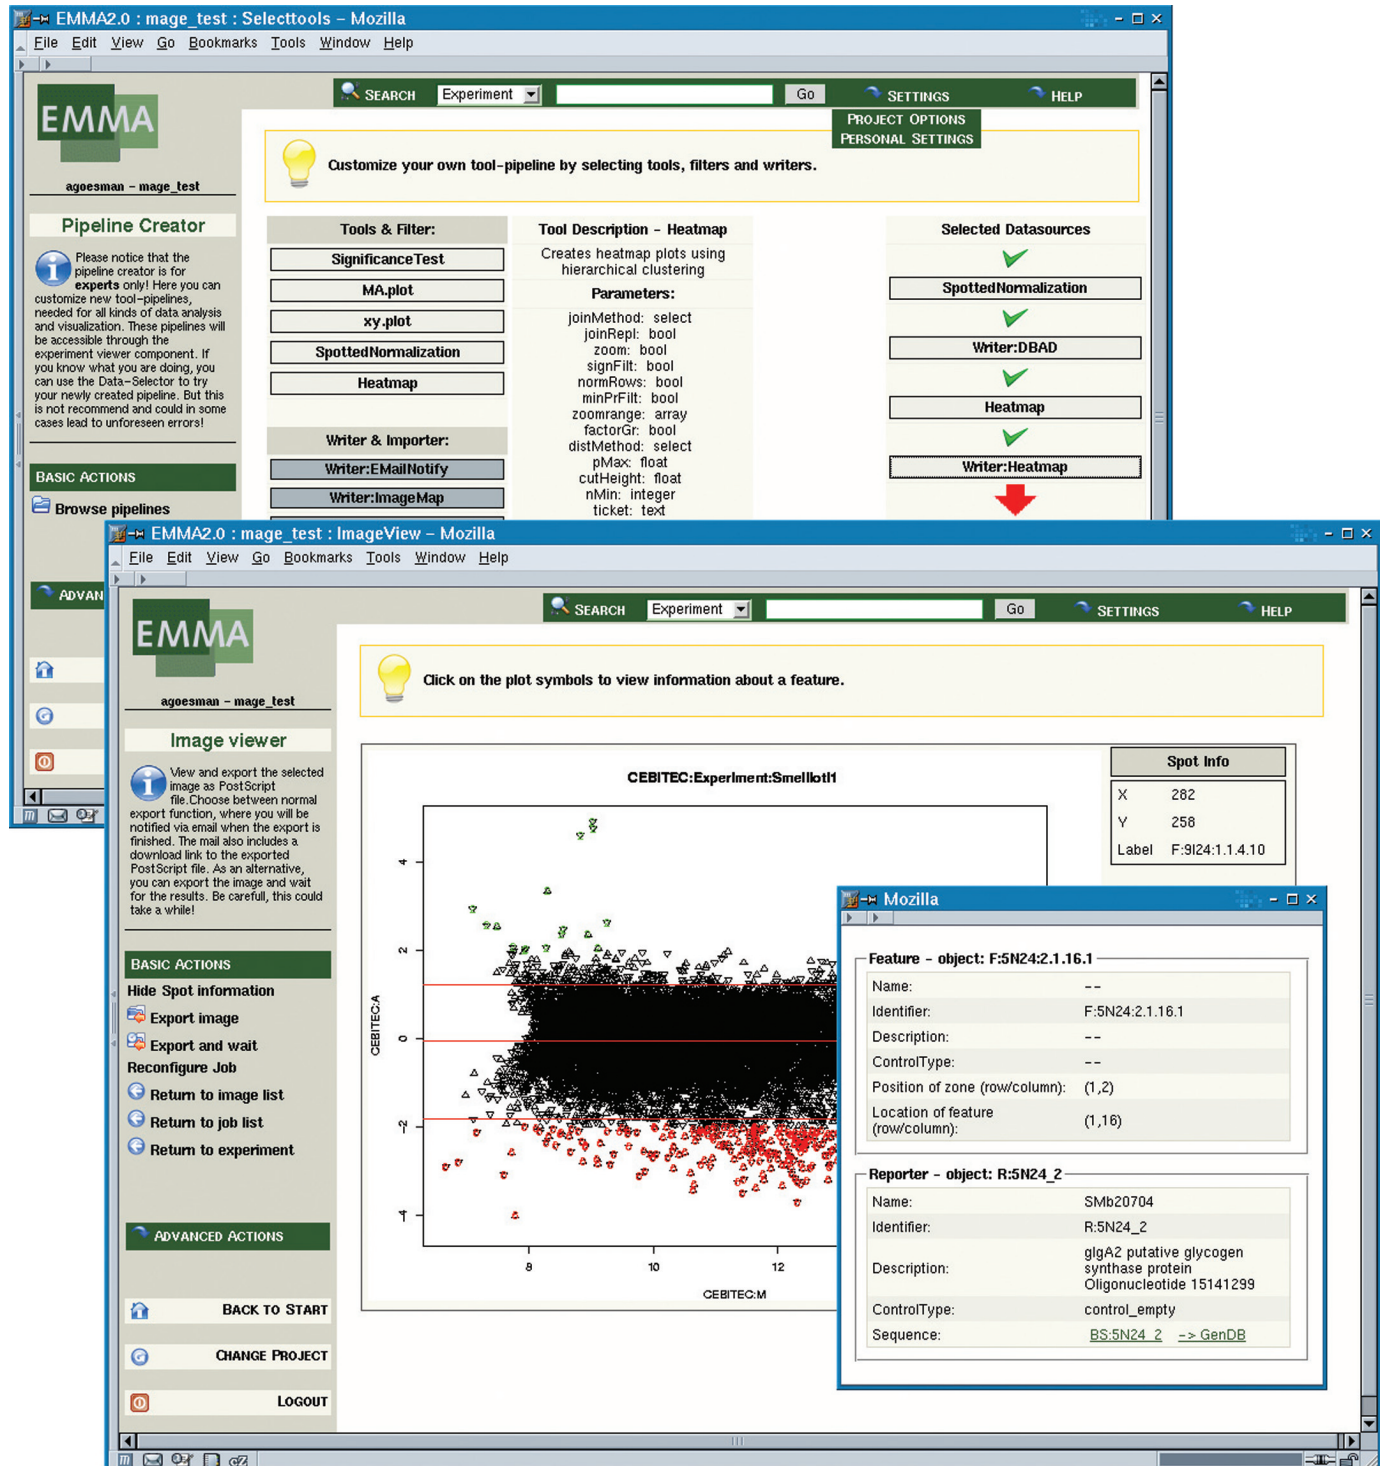 EMMA2.0 : mage_test : Selecttools – Mozilla
File Edit View Go Bookmarks Tools Window Help
SEARCH Experiment Go SETTINGS HELP
PROJECT OPTIONS
PERSONAL SETTINGS
EMMA
agoesman – mage_test
Customize your own tool-pipeline by selecting tools, filters and writers.
Pipeline Creator
Please notice that the
pipeline creator is for
experts only! Here you can
customize new tool-pipelines,
needed for all kinds of data analysis
and visualization. These pipelines will
be accessible through the
experiment viewer component. If
you know what you are doing, you
can use the Data-Selector to try
your newly created pipeline. But this
is not recommend and could in some
cases lead to unforeseen errors!
BASIC ACTIONS
Browse pipelines
ADVAN
Tools & Filter:
SignificanceTest
MA.plot
xy.plot
SpottedNormalization
Heatmap
Writer & Importer:
Writer:EMailNotify
Writer:ImageMap
Tool Description – Heatmap
Creates heatmap plots using
hierarchical clustering
Parameters:
joinMethod: select
joinRepl: bool
zoom: bool
signFilt: bool
normRows: bool
minPrFilt: bool
zoomrange: array
factorGr: bool
distMethod: select
pMax: float
cutHeight: float
nMin: integer
ticket: text
Selected Datasources
SpottedNormalization
Writer:DBAD
Heatmap
Writer:Heatmap
EMMA2.0 : mage_test : ImageView – Mozilla
File Edit View Go Bookmarks Tools Window Help
SEARCH Experiment Go SETTINGS HELP
EMMA
agoesman – mage_test
Click on the plot symbols to view information about a feature.
Image viewer
View and export the selected
image as PostScript
file.Choose between normal
export function, where you will be
notified via email when the export is
finished. The mail also includes a
download link to the exported
PostScript file. As an alternative,
you can export the image and wait
for the results. Be careful, this could
take a while!
BASIC ACTIONS
Hide Spot information
Export image
Export and wait
Reconfigure Job
Return to image list
Return to job list
Return to experiment
ADVANCED ACTIONS
BACK TO START
CHANGE PROJECT
LOGOUT
CEBITEC:Experiment:Smelliotl1
CEBITEC:A
4
2
0
-2
-4
8 10 12
CEBITEC:M
Spot Info
X 282
Y 258
Label F:9I24:1.1.4.10
Mozilla
Feature – object: F:5N24:2.1.16.1
Name: --
Identifier: F:5N24:2.1.16.1
Description: --
ControlType: --
Position of zone (row/column): (1,2)
Location of feature
(row/column): (1,16)
Reporter – object: R:5N24_2
Name: SMb20704
Identifier: R:5N24_2
Description: glgA2 putative glycogen
synthase protein
Oligonucleotide 15141299
ControlType: control_empty
Sequence: BS:5N24_2 -> GenDB